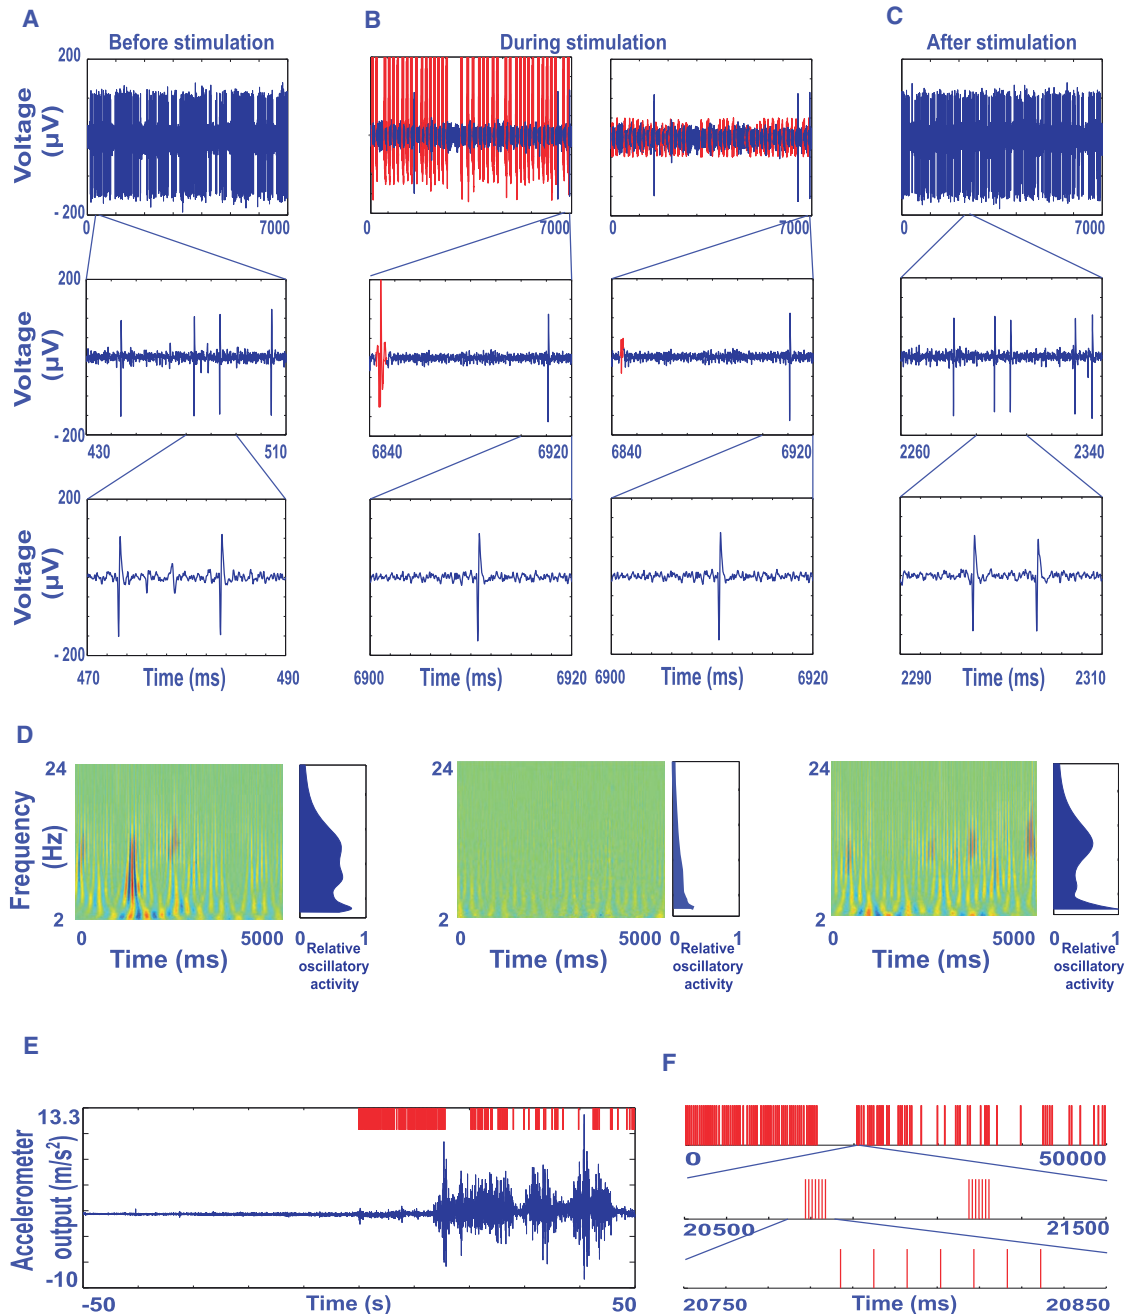 A
B
C
Before stimulation
During stimulation
After stimulation
Voltage (µV)
200
- 200
0
7000
0
7000
0
7000
0
7000
Voltage (µV)
200
- 200
430
510
6840
6920
6840
6920
2260
2340
Voltage (µV)
200
- 200
470
Time (ms)
490
6900
Time (ms)
6920
6900
Time (ms)
6920
2290
Time (ms)
2310
D
Frequency (Hz)
24
2
0
5000
Time (ms)
0
1
Relative
oscillatory
activity
24
2
0
5000
Time (ms)
0
1
Relative
oscillatory
activity
24
2
0
5000
Time (ms)
0
1
Relative
oscillatory
activity
E
Accelerometer
output (m/s²)
13.3
-10
-50
Time (s)
50
F
0
50000
20500
21500
20750
Time (ms)
20850